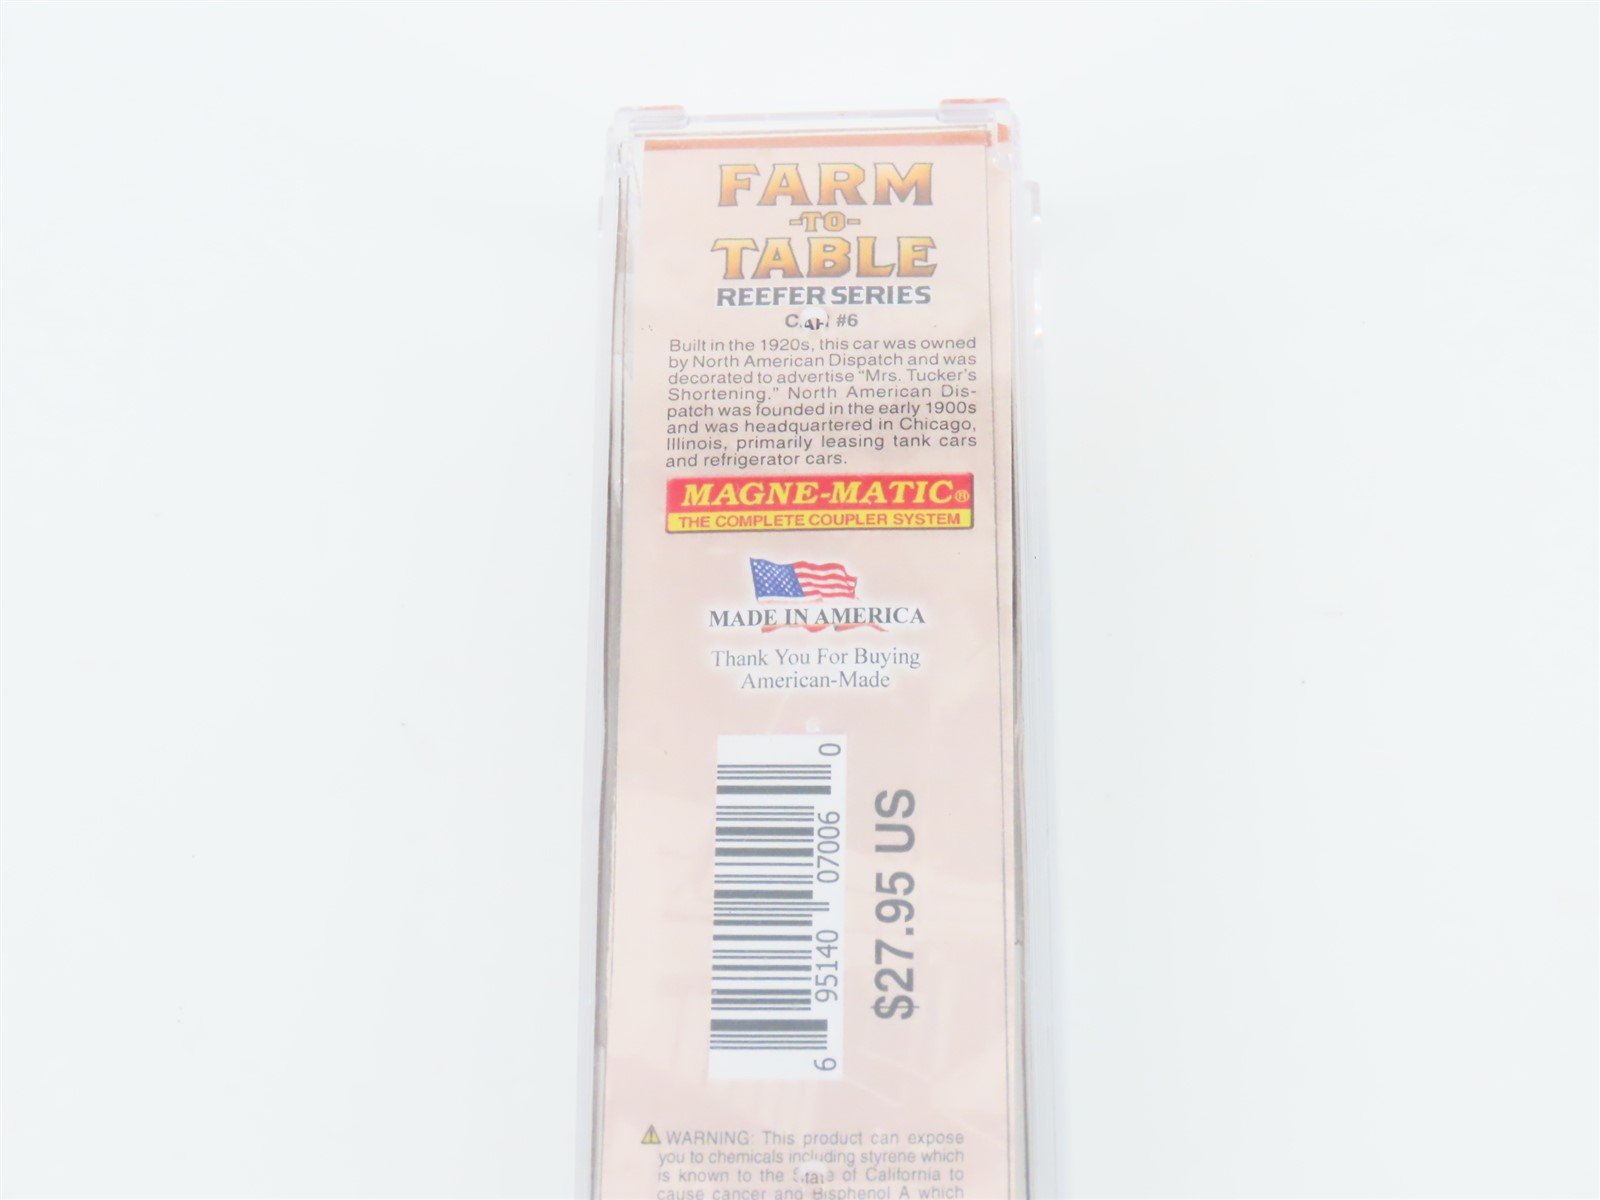 FARM
-TO-
TABLE
REEFER SERIES
CAR #6
Built in the 1920s, this car was owned
by North American Dispatch and was
decorated to advertise “Mrs. Tucker’s
Shortening.” North American Dis-
patch was founded in the early 1900s
and was headquartered in Chicago,
Illinois, primarily leasing tank cars
and refrigerator cars.
MAGNE-MATIC®
THE COMPLETE COUPLER SYSTEM
MADE IN AMERICA
Thank You For Buying
American-Made
6 95140 07006 0
$27.95 US
WARNING: This product can expose
you to chemicals including styrene which
is known to the State of California to
cause cancer and Bisphenol A which